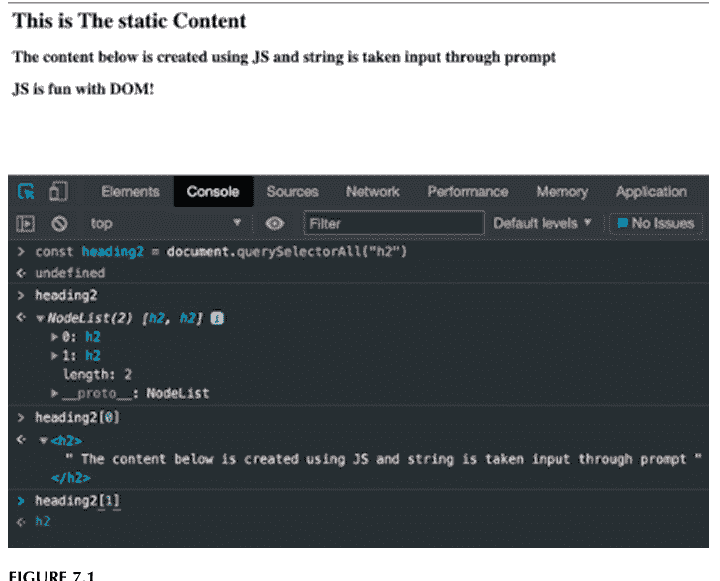 This is The static Content
The content below is created using JS and string is taken input through prompt
JS is fun with DOM!
Elements Console Sources Network Performance Memory Application
top Filter Default levels No Issues
> const heading2 = document.querySelectorAll("h2")
undefined
> heading2
NodeList(2) [h2, h2] i
0: h2
1: h2
length: 2
__proto__: NodeList
> heading2[0]
<h2>
" The content below is created using JS and string is taken input through prompt "
</h2>
> heading2[1]
h2
FIGURE 7.1